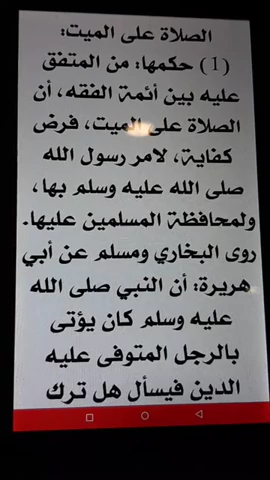 الصلاة على الميت:
(1) حكمها: من المتفق
عليه بين أئمة الفقه، أن
الصلاة على الميت، فرض
كفاية، لامر رسول الله
صلى الله عليه وسلم بها،
ولمحافظة المسلمين عليها.
روى البخاري ومسلم عن أبي
هريرة: أن النبي صلى الله
عليه وسلم كان يؤتى
بالرجل المتوفى عليه
الدين فيسأل هل ترك